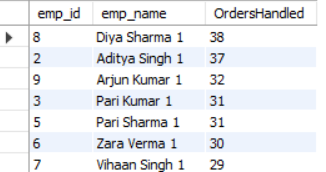 emp_id emp_name OrdersHandled
8 Diya Sharma 1 38
2 Aditya Singh 1 37
9 Arjun Kumar 1 32
3 Pari Kumar 1 31
5 Pari Sharma 1 31
6 Zara Verma 1 30
7 Vihaan Singh 1 29